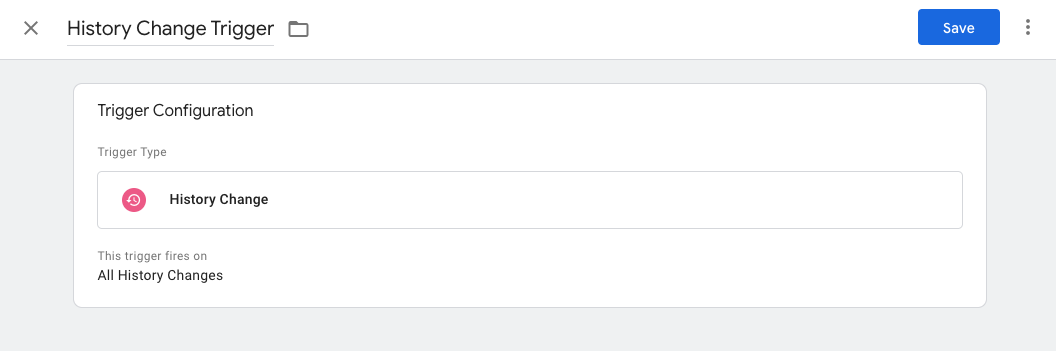 History Change Trigger
Save
Trigger Configuration
Trigger Type
History Change
This trigger fires on
All History Changes